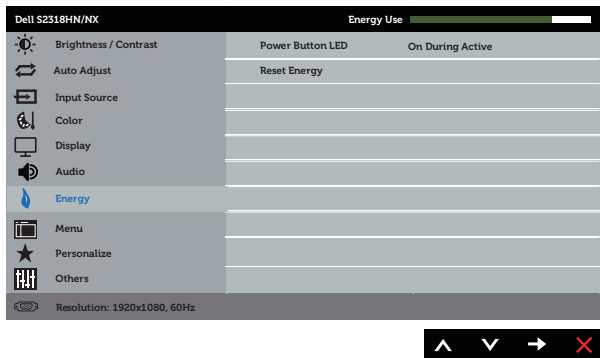 Dell S2318HN/NX Energy Use
Brightness / Contrast Power Button LED On During Active
Auto Adjust Reset Energy
Input Source
Color
Display
Audio
Energy
Menu
Personalize
Others
Resolution: 1920x1080, 60Hz